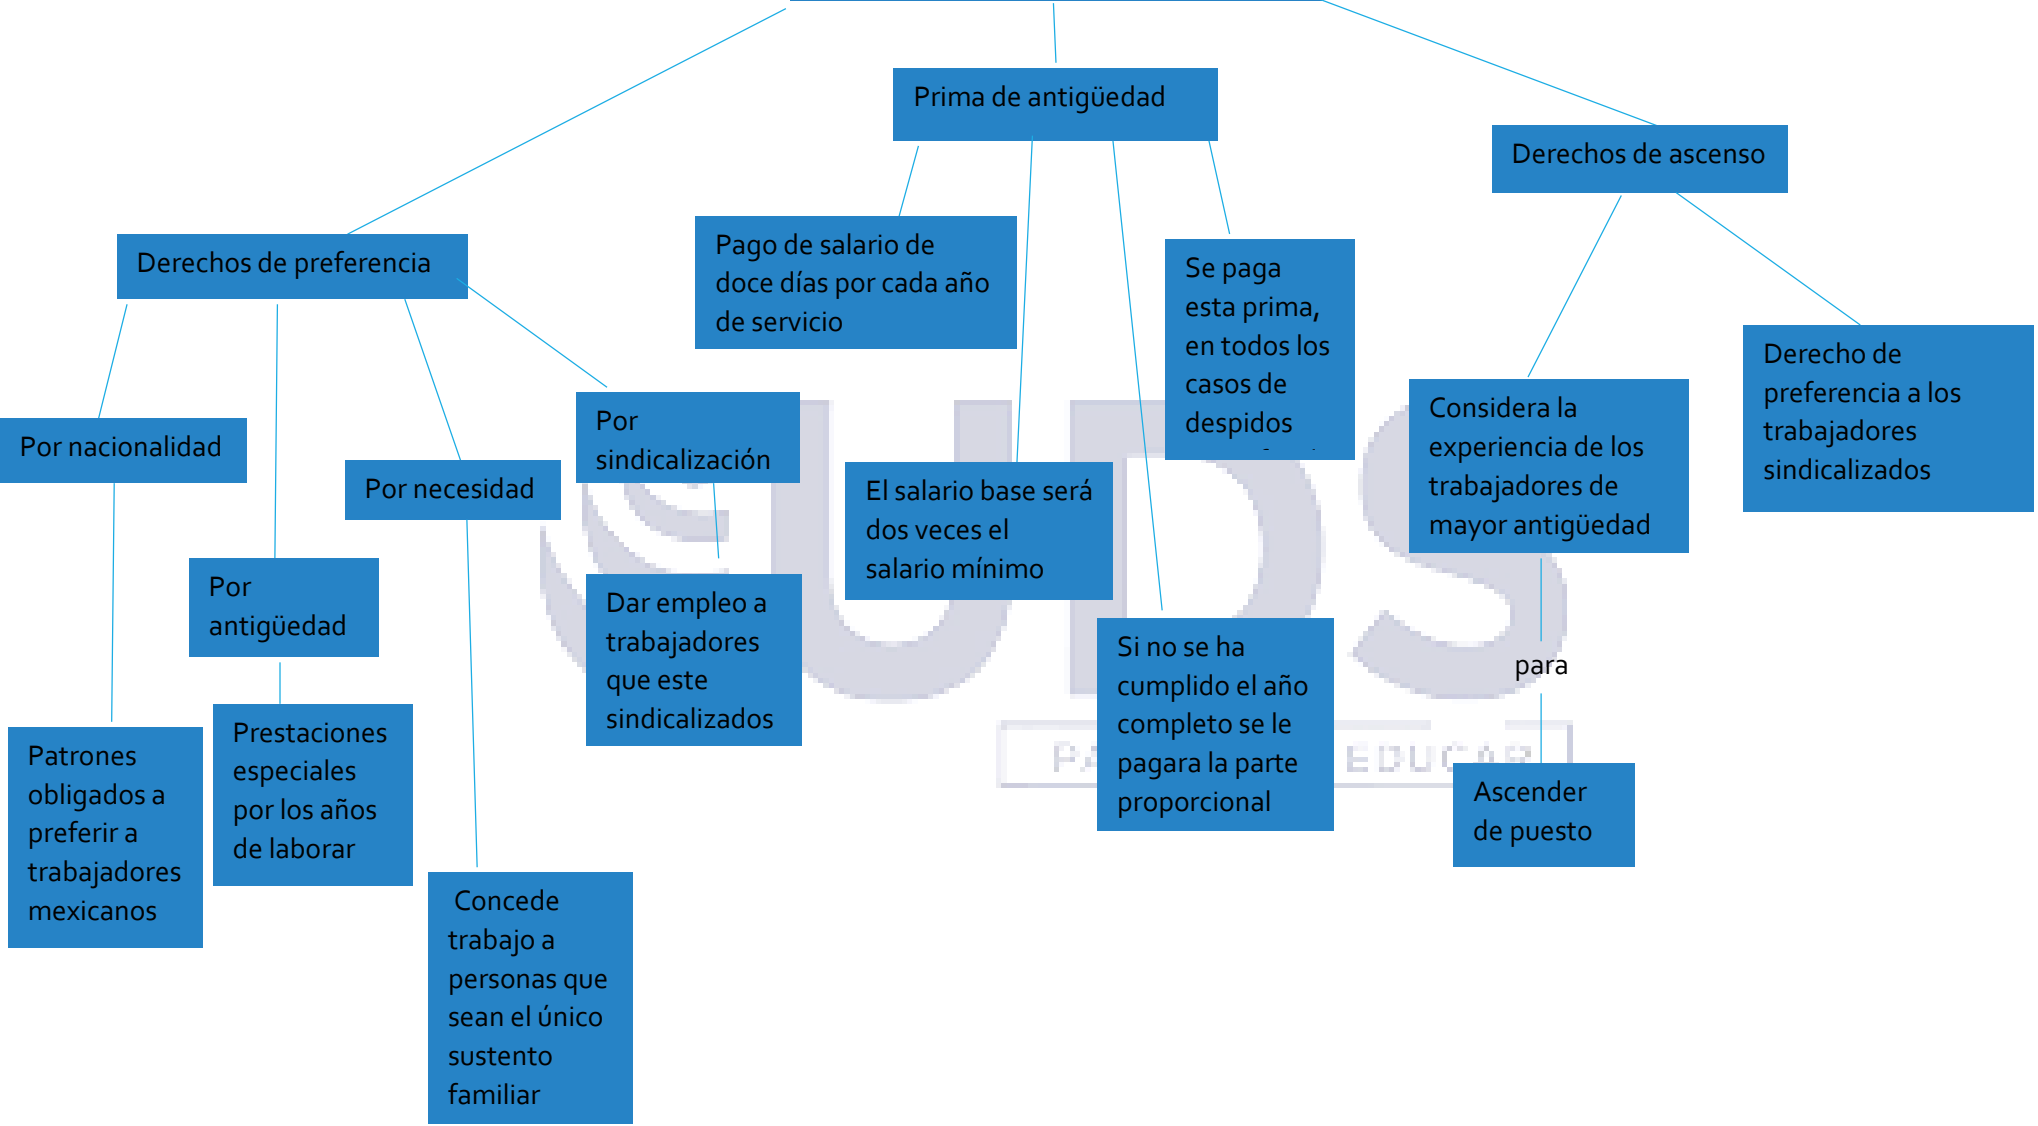 Prima de antigüedad
Derechos de ascenso
Derechos de preferencia
Pago de salario de
doce días por cada año
de servicio
Se paga
esta prima,
en todos los
casos de
despidos
Derecho de
preferencia a los
trabajadores
sindicalizados
Considera la
experiencia de los
trabajadores de
mayor antigüedad
Por nacionalidad
Por necesidad
Por
sindicalización
El salario base será
dos veces el
salario mínimo
Por
antigüedad
Dar empleo a
trabajadores
que este
sindicalizados
Si no se ha
cumplido el año
completo se le
pagara la parte
proporcional
para
Ascender
de puesto
Patrones
obligados a
preferir a
trabajadores
mexicanos
Prestaciones
especiales
por los años
de laborar
Concede
trabajo a
personas que
sean el único
sustento
familiar
UDS
EDUCAR